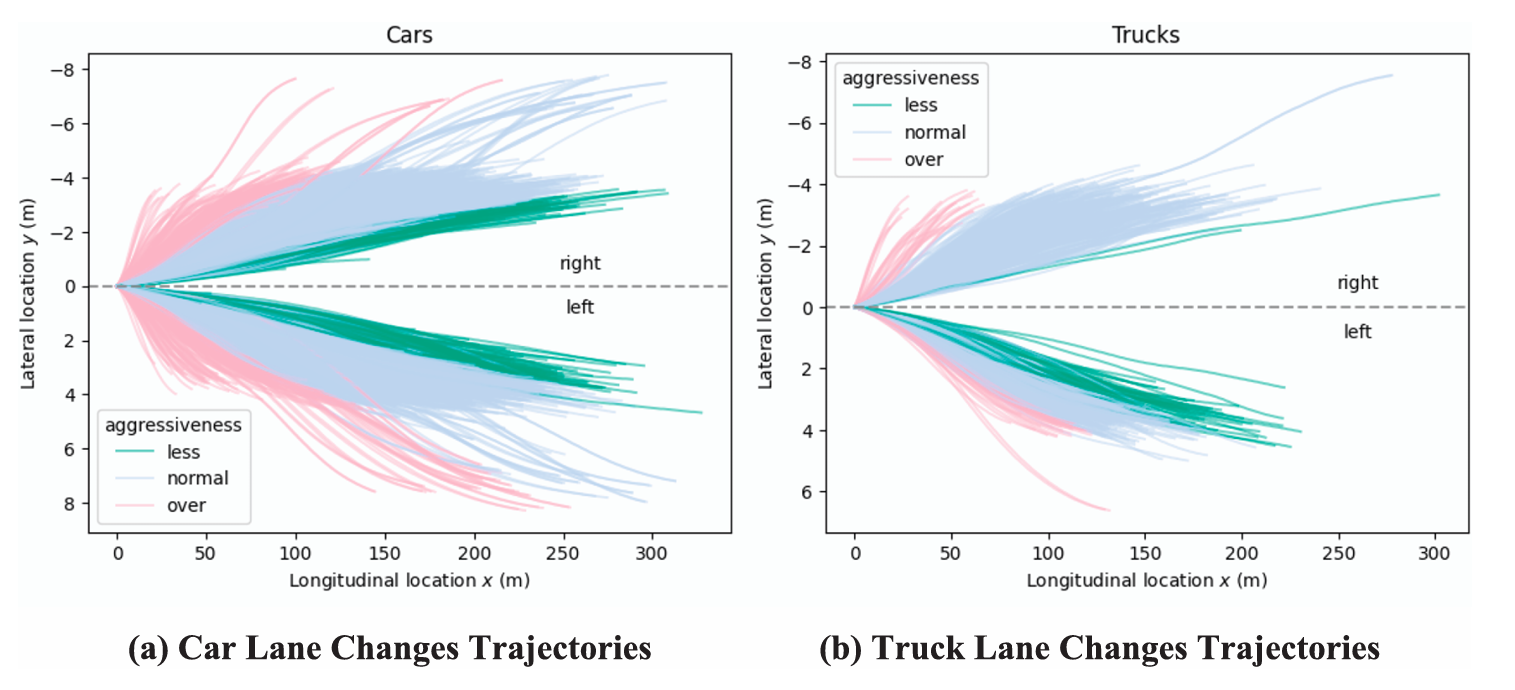 Cars
−8
−6
−4
−2
0
2
4
6
8
Lateral location y (m)
right
left
aggressiveness
less
normal
over
0 50 100 150 200 250 300
Longitudinal location x (m)
(a) Car Lane Changes Trajectories
Trucks
−8
−6
−4
−2
0
2
4
6
Lateral location y (m)
aggressiveness
less
normal
over
right
left
0 50 100 150 200 250 300
Longitudinal location x (m)
(b) Truck Lane Changes Trajectories